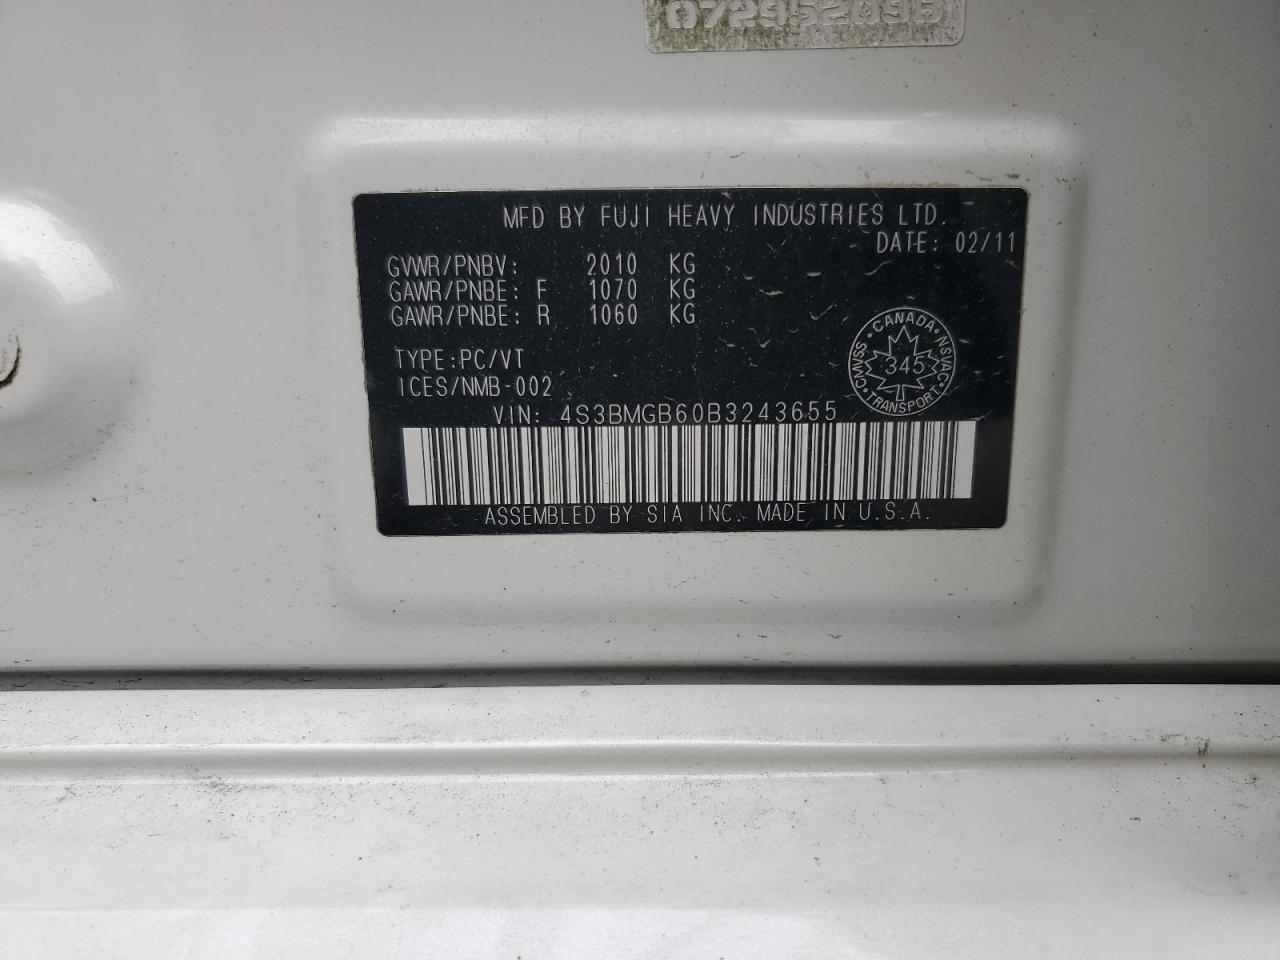 072952096
MFD BY FUJI HEAVY INDUSTRIES LTD.
DATE: 02/11
GVWR/PNBV: 2010 KG
GAWR/PNBE: F 1070 KG
GAWR/PNBE: R 1060 KG
TYPE:PC/VT
ICES/NMB-002
CANADA · NSVAC · TRANSPORT · CMVSS
345
VIN: 4S3BMGB60B3243655
ASSEMBLED BY SIA INC. MADE IN U.S.A.